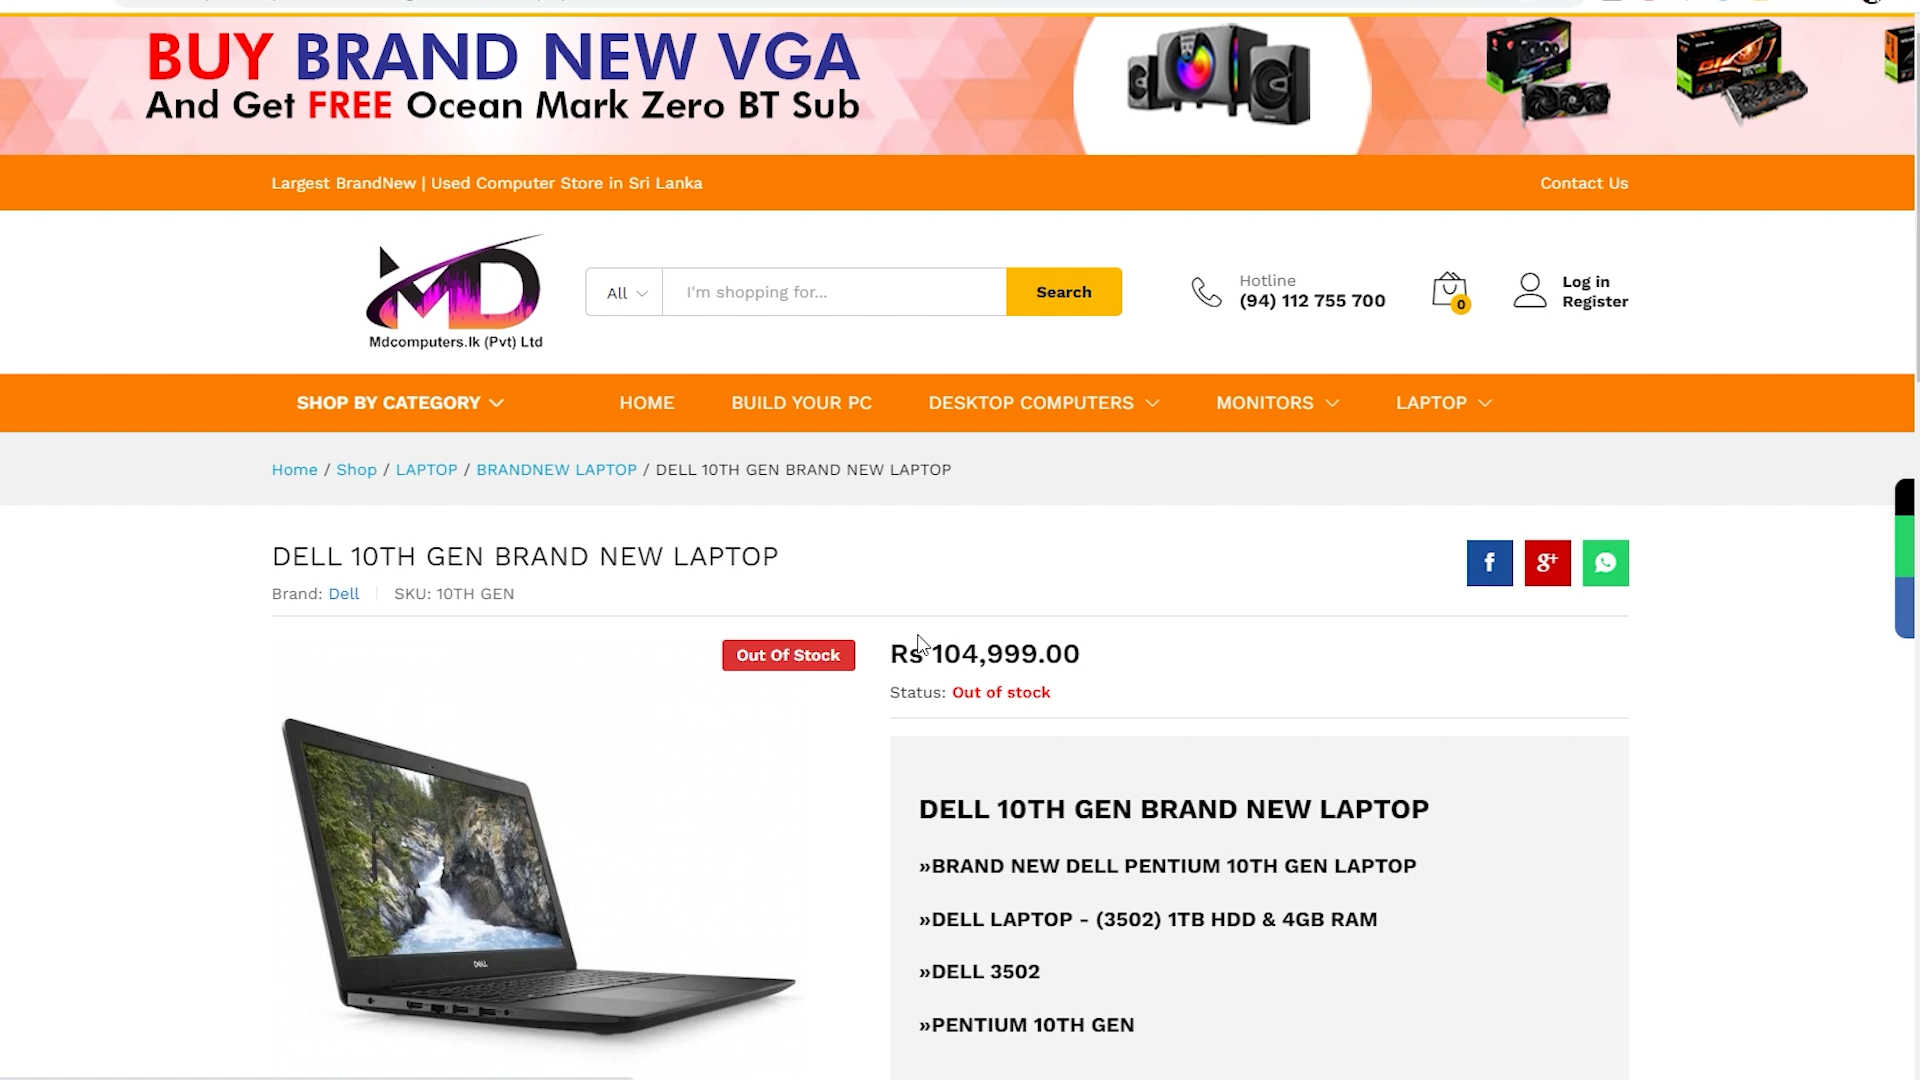 BUY BRAND NEW VGA
And Get FREE Ocean Mark Zero BT Sub
Largest BrandNew | Used Computer Store in Sri Lanka
Contact Us
MD
Mdcomputers.lk (Pvt) Ltd
All
I'm shopping for...
Search
Hotline
(94) 112 755 700
0
Log in
Register
SHOP BY CATEGORY
HOME
BUILD YOUR PC
DESKTOP COMPUTERS
MONITORS
LAPTOP
Home / Shop / LAPTOP / BRANDNEW LAPTOP / DELL 10TH GEN BRAND NEW LAPTOP
DELL 10TH GEN BRAND NEW LAPTOP
f
g+
Brand: Dell
SKU: 10TH GEN
Out Of Stock
Rs 104,999.00
Status: Out of stock
DELL 10TH GEN BRAND NEW LAPTOP
»BRAND NEW DELL PENTIUM 10TH GEN LAPTOP
»DELL LAPTOP - (3502) 1TB HDD & 4GB RAM
»DELL 3502
»PENTIUM 10TH GEN
DELL